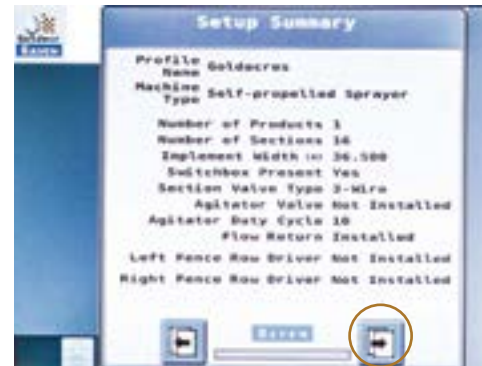 Setup Summary
Raven
Profile Name Goldacres
Machine Type Self-propelled Sprayer
Number of Products 1
Number of Sections 16
Implement Width (m) 36.500
Switchbox Present Yes
Section Valve Type 3-Wire
Agitator Valve Not Installed
Agitator Duty Cycle 10
Flow Return Installed
Left Fence Row Driver Not Installed
Right Fence Row Driver Not Installed
Raven